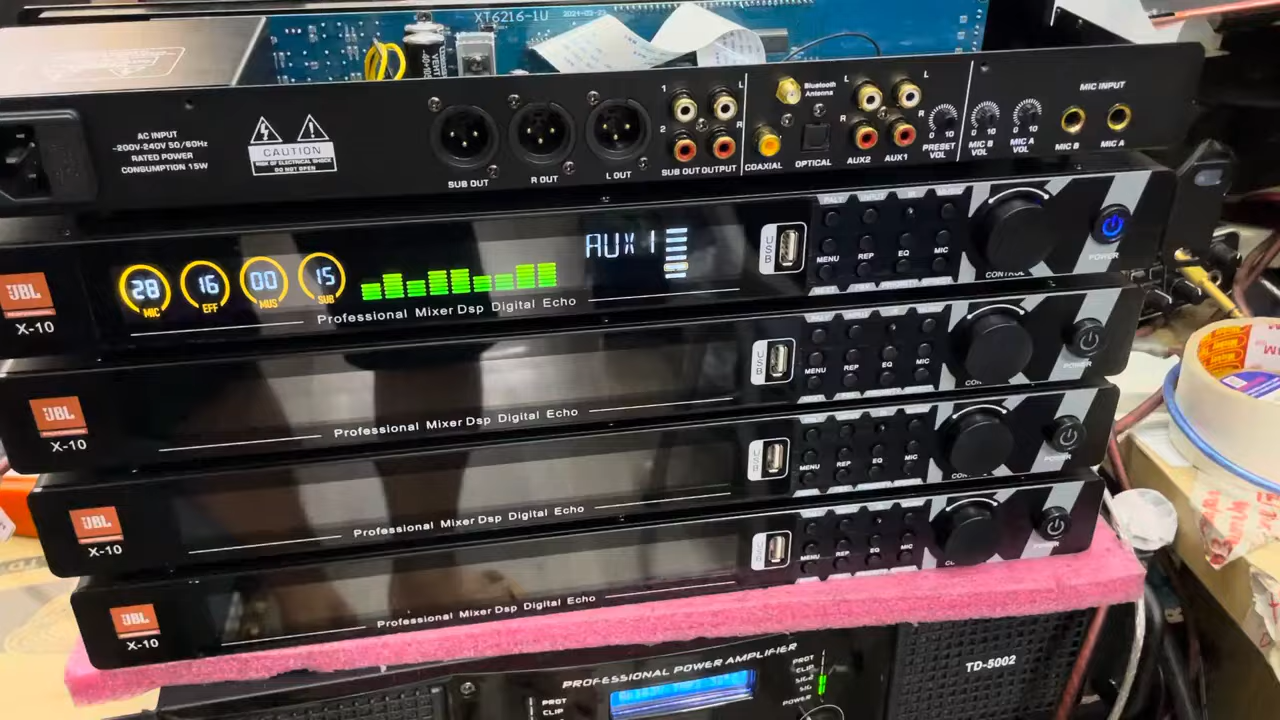 XT6216-1U 2024-02-23
AC INPUT
~200V-240V 50/60Hz
RATED POWER
CONSUMPTION 15W
CAUTION
RISK OF ELECTRICAL SHOCK
DO NOT OPEN
SUB OUT
R OUT
L OUT
1
2
L
R
SUB OUT OUTPUT
COAXIAL
Bluetooth
Antenna
OPTICAL
L
R
AUX2
L
R
AUX1
0 10
PRESET
VOL
0 10
MIC B
VOL
0 10
MIC A
VOL
MIC INPUT
MIC B
MIC A
JBL
X-10
28
MIC
16
EFF
00
MUS
15
SUB
AUX 1
Professional Mixer Dsp Digital Echo
USB
MENU
REP
EQ
MIC
PRIORITY
CONTROL
POWER
JBL
X-10
Professional Mixer Dsp Digital Echo
USB
MENU
REP
EQ
MIC
POWER
JBL
X-10
Professional Mixer Dsp Digital Echo
USB
MENU
REP
EQ
MIC
POWER
JBL
X-10
Professional Mixer Dsp Digital Echo
USB
MENU
REP
EQ
MIC
POWER
PROFESSIONAL POWER AMPLIFIER
PROT
CLIP
PROT
CLIP
SIG
POWER
TD-5002